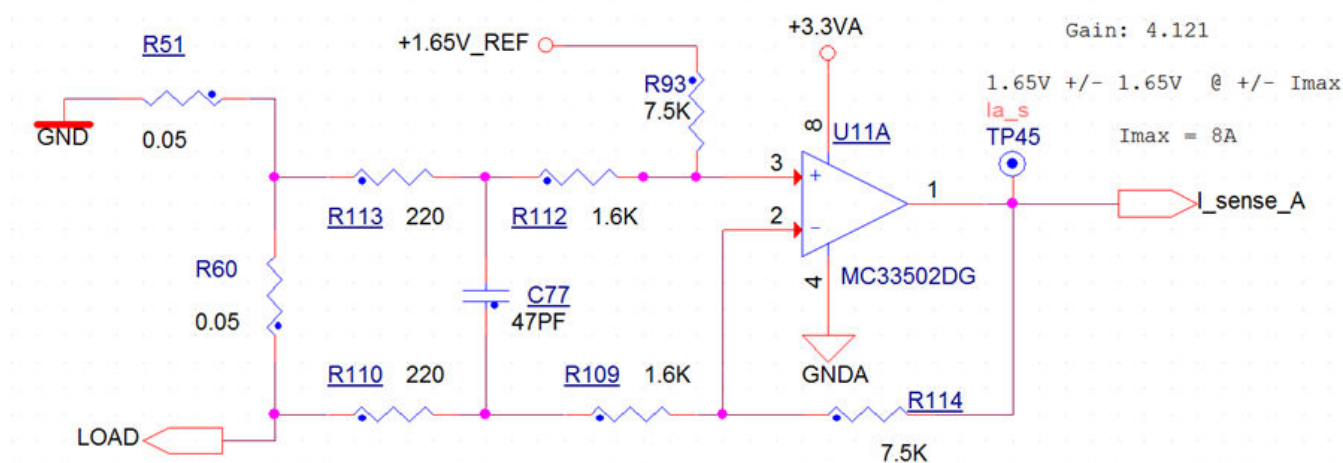 R51
0.05
GND
+1.65V_REF
R93
7.5K
+3.3VA
Gain: 4.121
1.65V +/- 1.65V @ +/- Imax
Ia_s
TP45
Imax = 8A
8
U11A
3
+
2
-
1
4
MC33502DG
GNDA
I_sense_A
R113 220
R112 1.6K
R60
0.05
C77
47PF
R110 220
R109 1.6K
R114
7.5K
LOAD